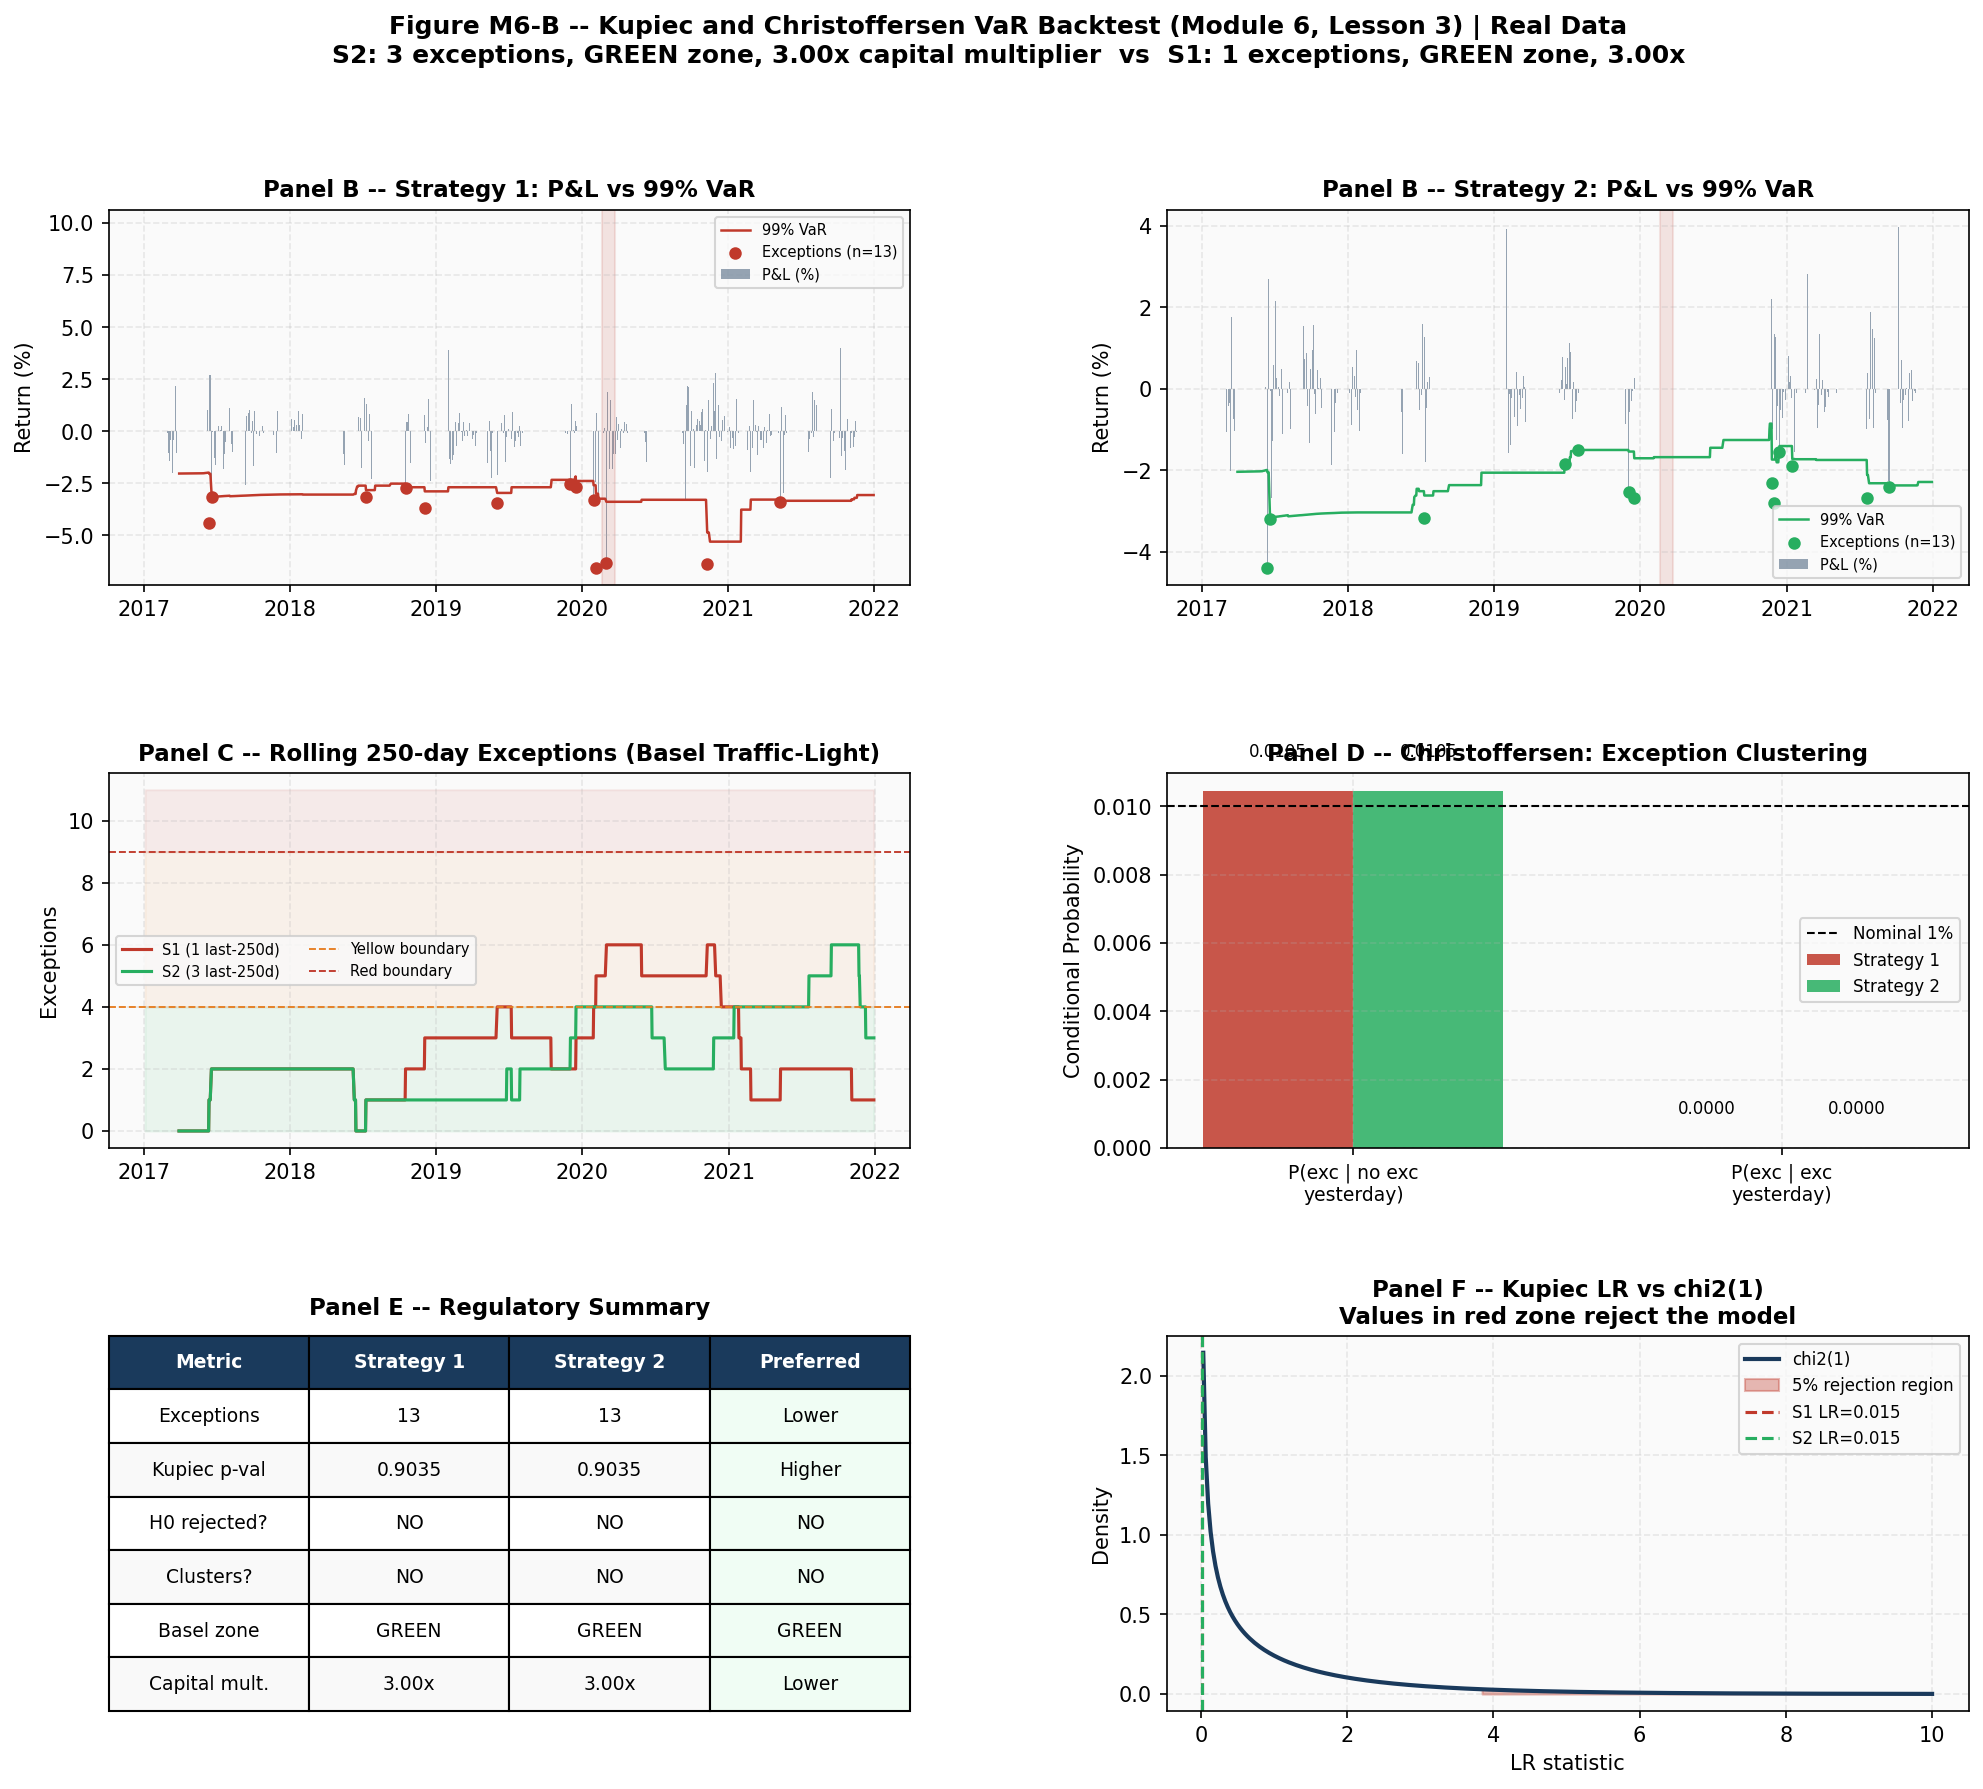 Figure M6-B -- Kupiec and Christoffersen VaR Backtest (Module 6, Lesson 3) | Real Data
S2: 3 exceptions, GREEN zone, 3.00x capital multiplier  vs  S1: 1 exceptions, GREEN zone, 3.00x
Panel B -- Strategy 1: P&L vs 99% VaR
Return (%)
10.0
7.5
5.0
2.5
0.0
−2.5
−5.0
99% VaR
Exceptions (n=13)
P&L (%)
2017 2018 2019 2020 2021 2022
Panel B -- Strategy 2: P&L vs 99% VaR
Return (%)
4
2
0
−2
−4
99% VaR
Exceptions (n=13)
P&L (%)
2017 2018 2019 2020 2021 2022
Panel C -- Rolling 250-day Exceptions (Basel Traffic-Light)
Exceptions
10
8
6
4
2
0
S1 (1 last-250d) Yellow boundary
S2 (3 last-250d) Red boundary
2017 2018 2019 2020 2021 2022
Panel D -- Christoffersen: Exception Clustering
0.0105 0.0105
Conditional Probability
0.010
0.008
0.006
0.004
0.002
0.000
Nominal 1%
Strategy 1
Strategy 2
0.0000 0.0000
P(exc | no exc
yesterday)
P(exc | exc
yesterday)
Panel E -- Regulatory Summary
Metric Strategy 1 Strategy 2 Preferred
Exceptions 13 13 Lower
Kupiec p-val 0.9035 0.9035 Higher
H0 rejected? NO NO NO
Clusters? NO NO NO
Basel zone GREEN GREEN GREEN
Capital mult. 3.00x 3.00x Lower
Panel F -- Kupiec LR vs chi2(1)
Values in red zone reject the model
Density
2.0
1.5
1.0
0.5
0.0
chi2(1)
5% rejection region
S1 LR=0.015
S2 LR=0.015
0 2 4 6 8 10
LR statistic